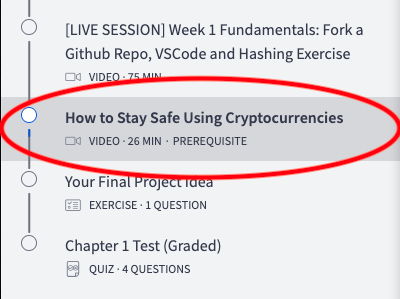 [LIVE SESSION] Week 1 Fundamentals: Fork a
Github Repo, VSCode and Hashing Exercise
VIDEO · 75 MIN
How to Stay Safe Using Cryptocurrencies
VIDEO · 26 MIN · PREREQUISITE
Your Final Project Idea
EXERCISE · 1 QUESTION
Chapter 1 Test (Graded)
QUIZ · 4 QUESTIONS